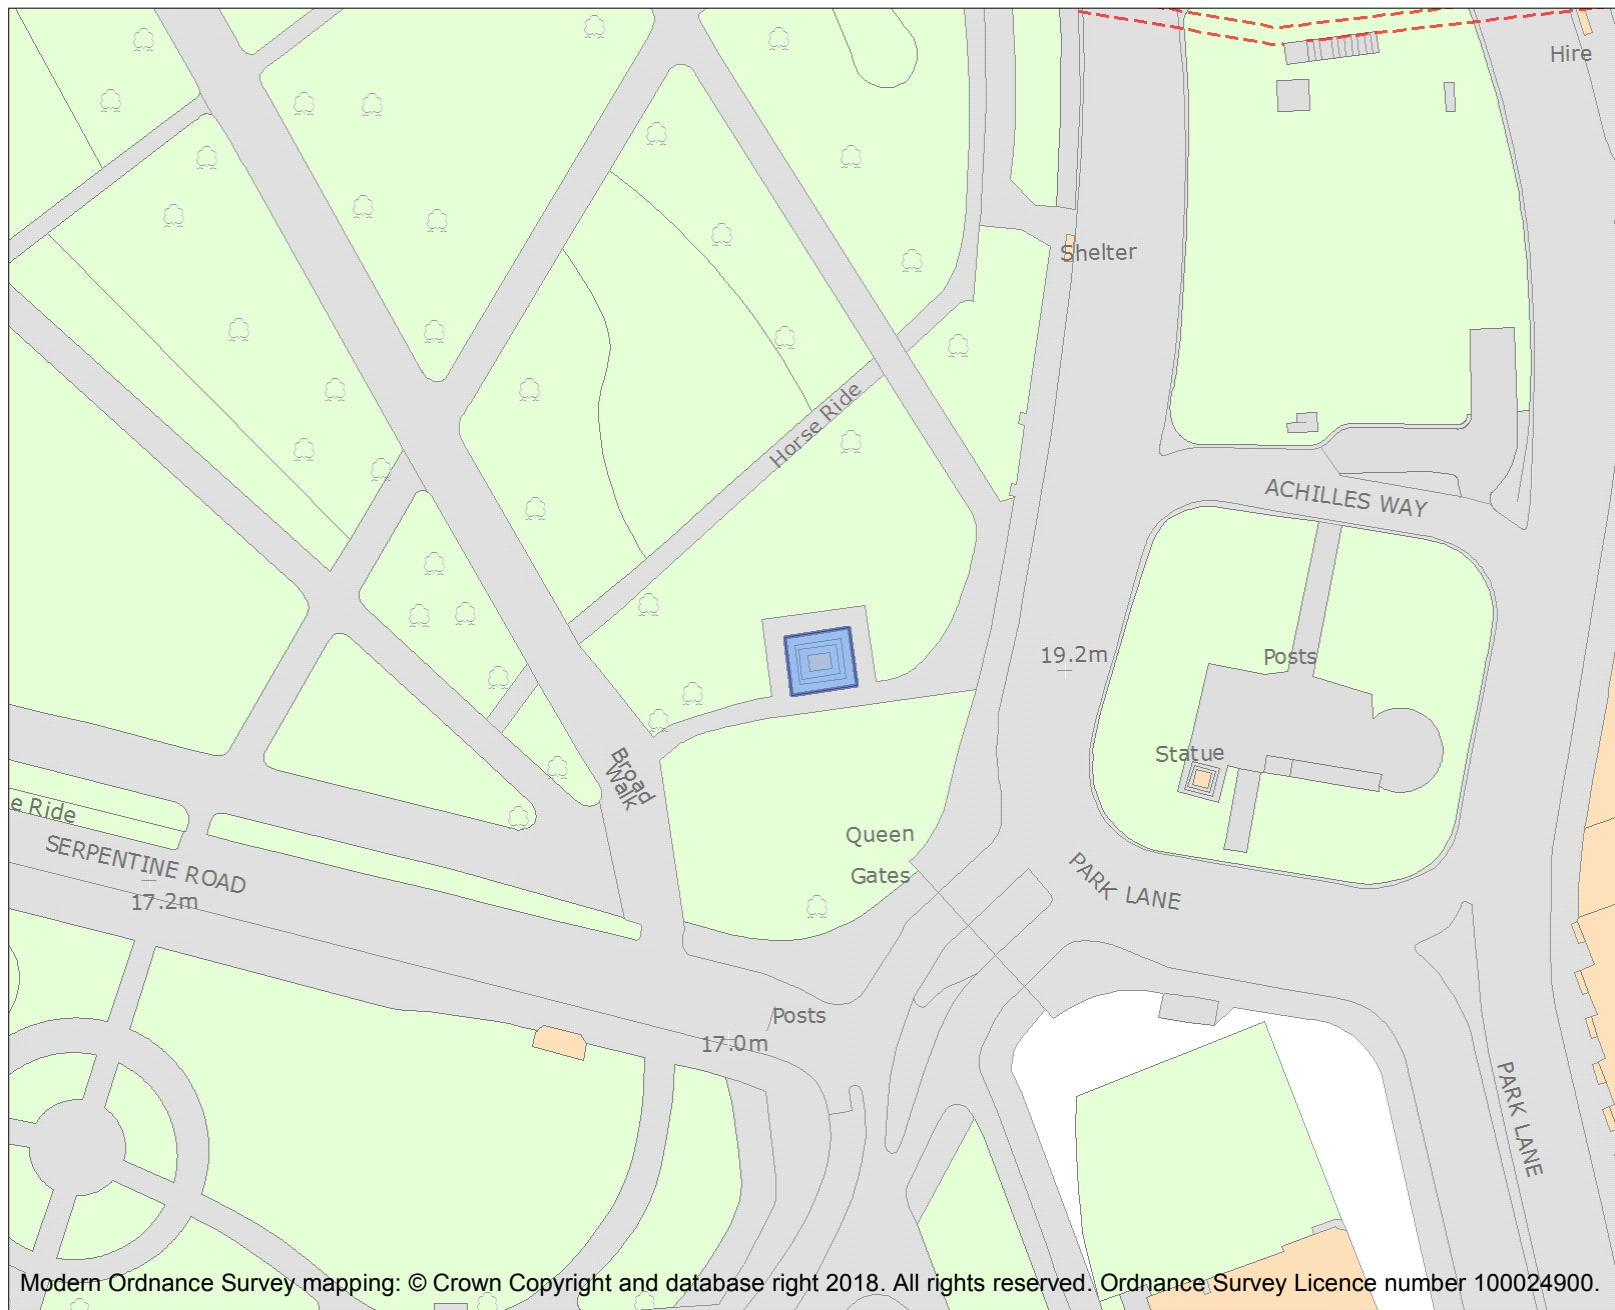 Hire
Shelter
Horse Ride
ACHILLES WAY
19.2m
Posts
Statue
Broad
Walk
e Ride
Queen
Gates
SERPENTINE ROAD
17.2m
PARK LANE
Posts
17.0m
PARK LANE
Modern Ordnance Survey mapping: © Crown Copyright and database right 2018. All rights reserved. Ordnance Survey Licence number 100024900.